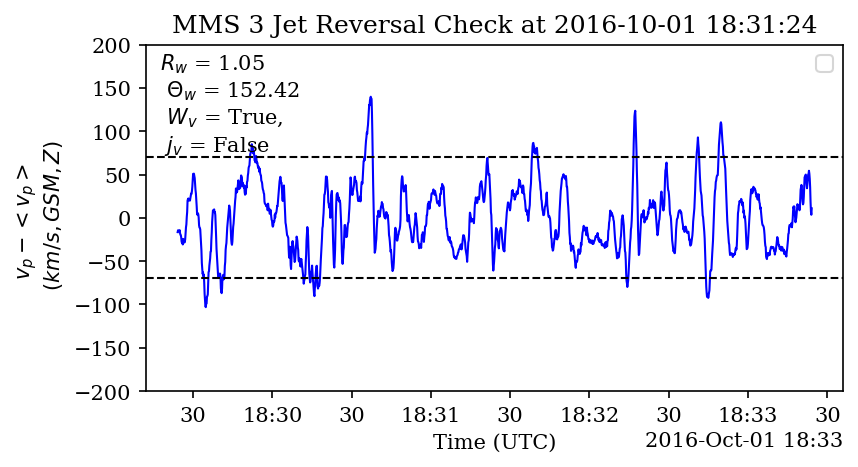 MMS 3 Jet Reversal Check at 2016-10-01 18:31:24
200
150
100
50
0
−50
−100
−150
−200
v_p − < v_p >
(km/s, GSM, Z)
R_w = 1.05
Θ_w = 152.42
W_v = True,
j_v = False
30 18:30 30 18:31 30 18:32 30 18:33 30
Time (UTC)
2016-Oct-01 18:33